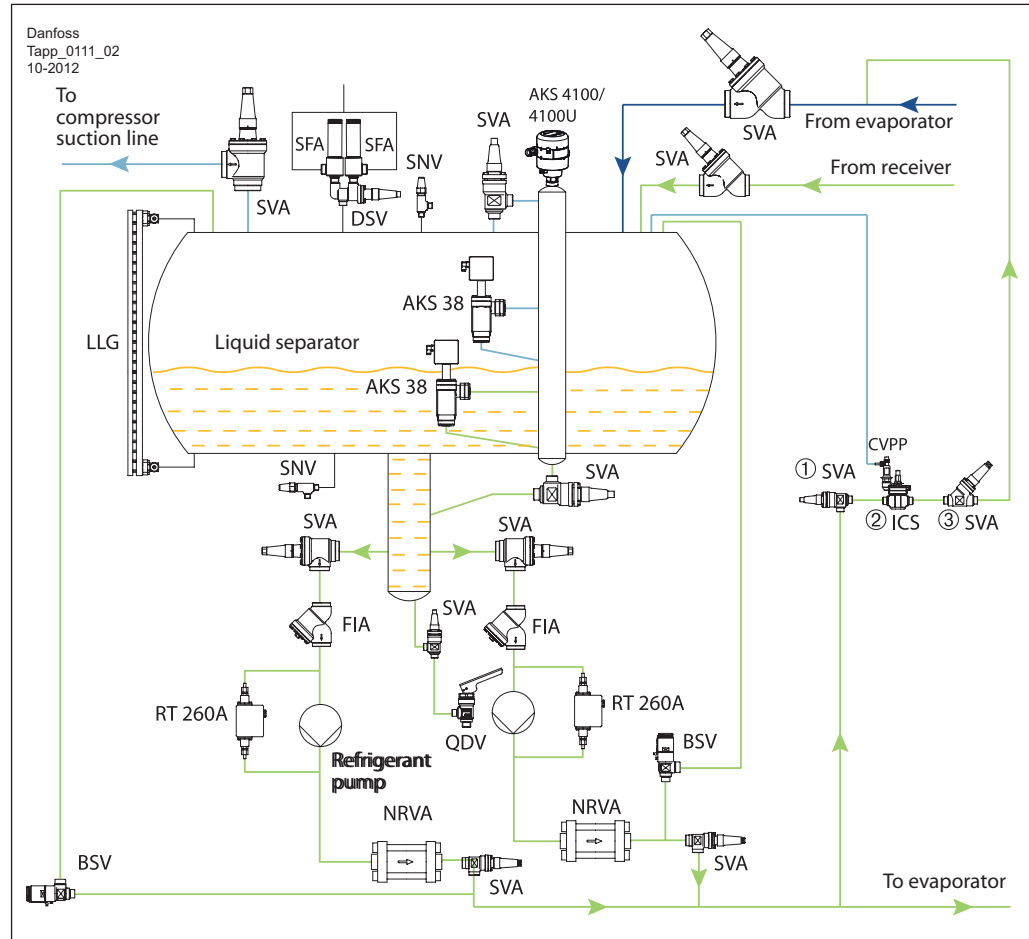 Danfoss
Tapp_0111_02
10-2012
To
compressor
suction line
SVA
SFA
SFA
DSV
SNV
SVA
AKS 4100/
4100U
SVA
From evaporator
SVA
From receiver
AKS 38
LLG
Liquid separator
AKS 38
SNV
SVA
CVPP
① SVA
② ICS
③ SVA
SVA
SVA
FIA
SVA
FIA
RT 260A
QDV
RT 260A
BSV
Refrigerant
pump
NRVA
NRVA
BSV
SVA
SVA
To evaporator